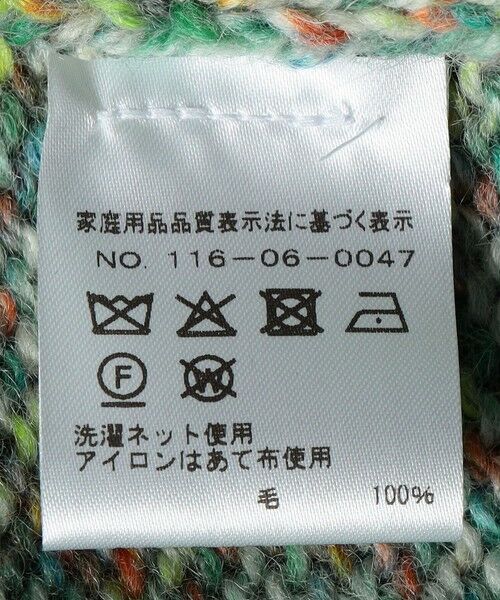 家庭用品品質表示法に基づく表示
NO. 116-06-0047
F W
洗濯ネット使用
アイロンはあて布使用
毛 100%